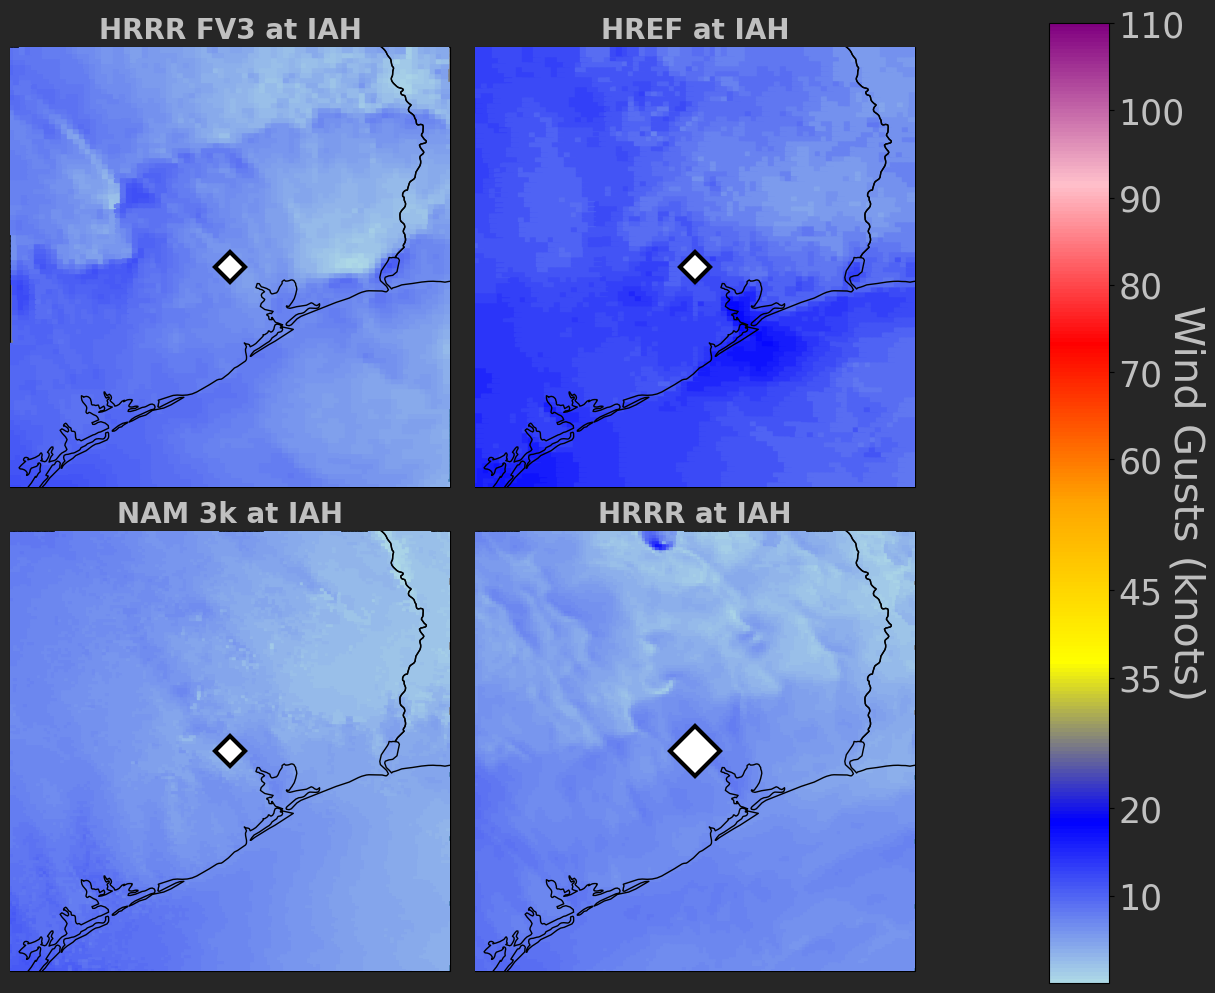 HRRR FV3 at IAH
HREF at IAH
NAM 3k at IAH
HRRR at IAH
110
100
90
80
70
60
45
35
20
10
Wind Gusts (knots)